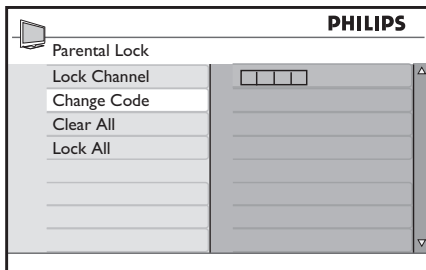 PHILIPS
Parental Lock
Lock Channel
Change Code
Clear All
Lock All